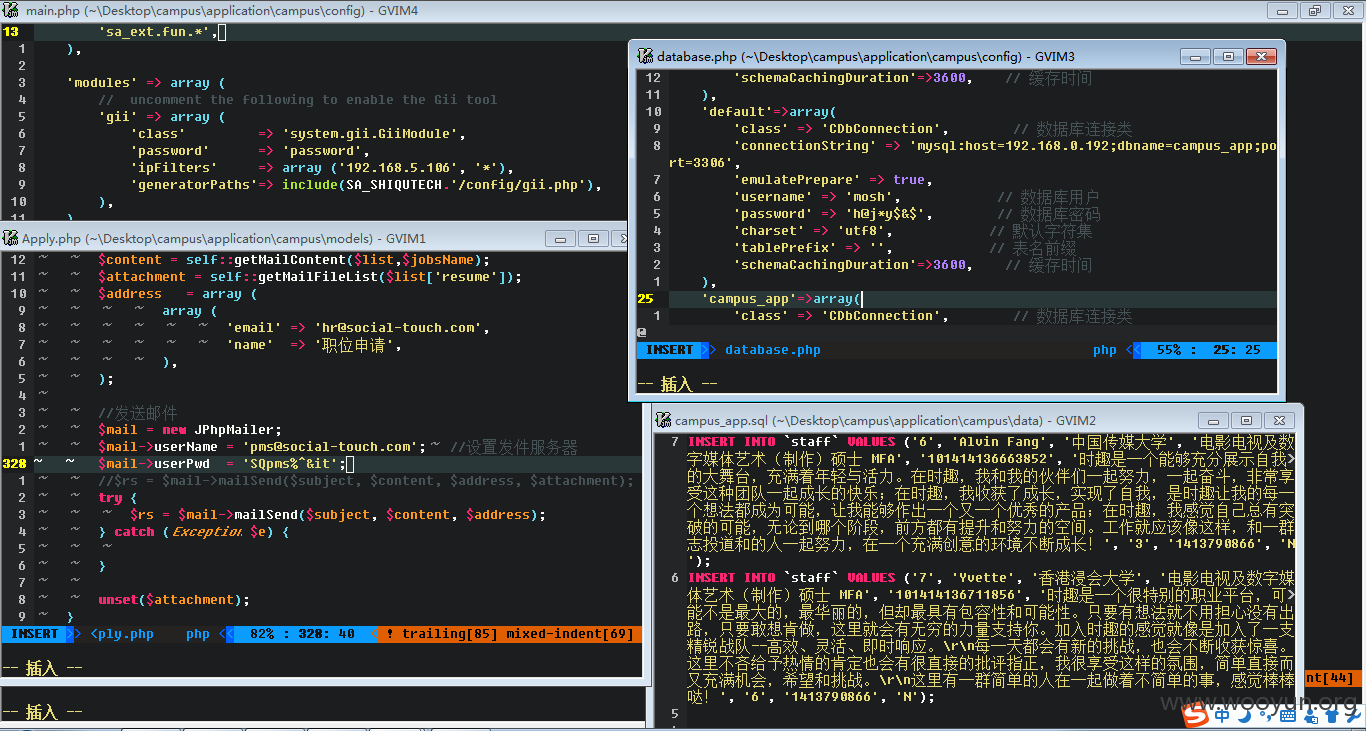 main.php (~\Desktop\campus\application\campus\config) - GVIM4
13 'sa_ext.fun.*',
1 ),
2
3 'modules' => array (
4 // uncomment the following to enable the Gii tool
5 'gii' => array (
6 'class' => 'system.gii.GiiModule',
7 'password' => 'password',
8 'ipFilters' => array ('192.168.5.106', '*'),
9 'generatorPaths'=> include(SA_SHIQUTECH.'/config/gii.php'),
10 ),
11 )
database.php (~\Desktop\campus\application\campus\config) - GVIM3
12 'schemaCachingDuration'=>3600, // 缓存时间
11 ),
10 'default'=>array(
9 'class' => 'CDbConnection', // 数据库连接类
8 'connectionString' => 'mysql:host=192.168.0.192;dbname=campus_app;po
rt=3306',
7 'emulatePrepare' => true,
6 'username' => 'mosh', // 数据库用户
5 'password' => 'h@j*y$&$', // 数据库密码
4 'charset' => 'utf8', // 默认字符集
3 'tablePrefix' => '', // 表名前缀
2 'schemaCachingDuration'=>3600, // 缓存时间
1 ),
25 'campus_app'=>array(
1 'class' => 'CDbConnection', // 数据库连接类
INSERT database.php php 55% : 25: 25
-- 插入 --
Apply.php (~\Desktop\campus\application\campus\models) - GVIM1
12 ~ ~ $content = self::getMailContent($list,$jobsName);
11 ~ ~ $attachment = self::getMailFileList($list['resume']);
10 ~ ~ $address = array (
9 ~ ~ ~ ~ array (
8 ~ ~ ~ ~ ~ ~ 'email' => 'hr@social-touch.com',
7 ~ ~ ~ ~ ~ ~ 'name' => '职位申请',
6 ~ ~ ~ ~ ),
5 ~ ~ );
4 ~
3 ~ ~ //发送邮件
2 ~ ~ $mail = new JPhpMailer;
1 ~ ~ $mail->userName = 'pms@social-touch.com'; ~ //设置发件服务器
328 ~ ~ $mail->userPwd = 'SQpms%^&it';
1 ~ ~ //$rs = $mail->mailSend($subject, $content, $address, $attachment);
2 ~ ~ try {
3 ~ ~ ~ $rs = $mail->mailSend($subject, $content, $address);
4 ~ ~ } catch (Exception $e) {
5 ~ ~ ~
6 ~ ~ }
7 ~ ~
8 ~ ~ unset($attachment);
9 ~ }
INSERT <ply.php php 82% : 328: 40 ! trailing[85] mixed-indent[69]
-- 插入 --
-- 插入 --
campus_app.sql (~\Desktop\campus\application\campus\data) - GVIM2
7 INSERT INTO `staff` VALUES ('6', 'Alvin Fang', '中国传媒大学', '电影电视及数
字媒体艺术（制作）硕士 MFA', '101414136663852', '时趣是一个能够充分展示自我>
的大舞台，充满着年轻与活力。在时趣，我和我的伙伴们一起努力，一起奋斗，非常享
受这种团队一起成长的快乐；在时趣，我收获了成长，实现了自我，是时趣让我的每一
个想法都成为可能，让我能够作出一个又一个优秀的产品；在时趣，我感觉自己总有突
破的可能，无论到哪个阶段，前方都有提升和努力的空间。工作就应该像这样，和一群
志投道和的人一起努力，在一个充满创意的环境不断成长！', '3', '1413790866', 'N
');
6 INSERT INTO `staff` VALUES ('7', 'Yvette', '香港浸会大学', '电影电视及数字媒
体艺术（制作）硕士 MFA', '101414136711856', '时趣是一个很特别的职业平台，可>
能不是最大的，最华丽的，但却最具有包容性和可能性。只要有想法就不用担心没有出
路，只要敢想肯做，这里就会有无穷的力量支持你。加入时趣的感觉就像是加入了一支
精锐战队--高效、灵活、即时响应。\r\n每一天都会有新的挑战，也会不断收获惊喜。
这里不吝给予热情的肯定也会有很直接的批评指正，我很享受这样的氛围，简单直接而
又充满机会，希望和挑战。\r\n这里有一群简单的人在一起做着不简单的事，感觉棒棒
哒！', '6', '1413790866', 'N');
5
nt[44]
www.wooyun.org
中